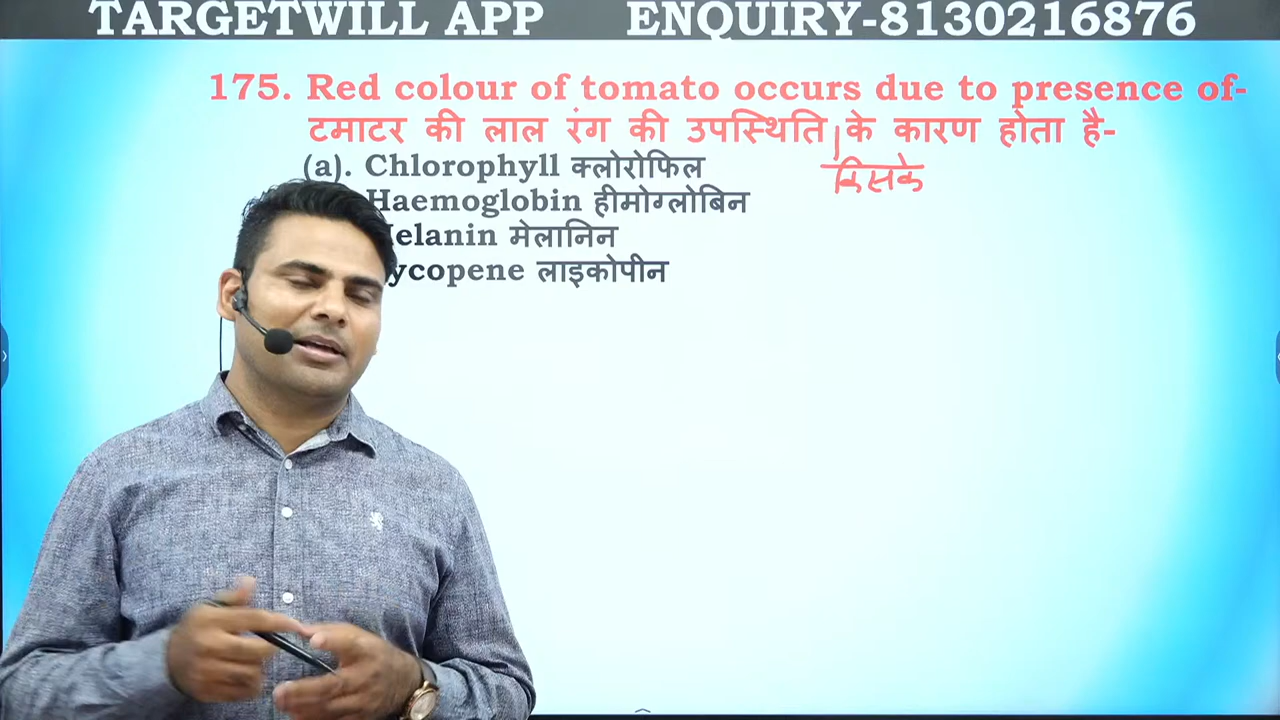 TARGETWILL APP ENQUIRY-8130216876
175. Red colour of tomato occurs due to presence of-
टमाटर की लाल रंग की उपस्थिति के कारण होता है-
किसके
(a). Chlorophyll क्लोरोफिल
Haemoglobin हीमोग्लोबिन
elanin मेलानिन
ycopene लाइकोपीन